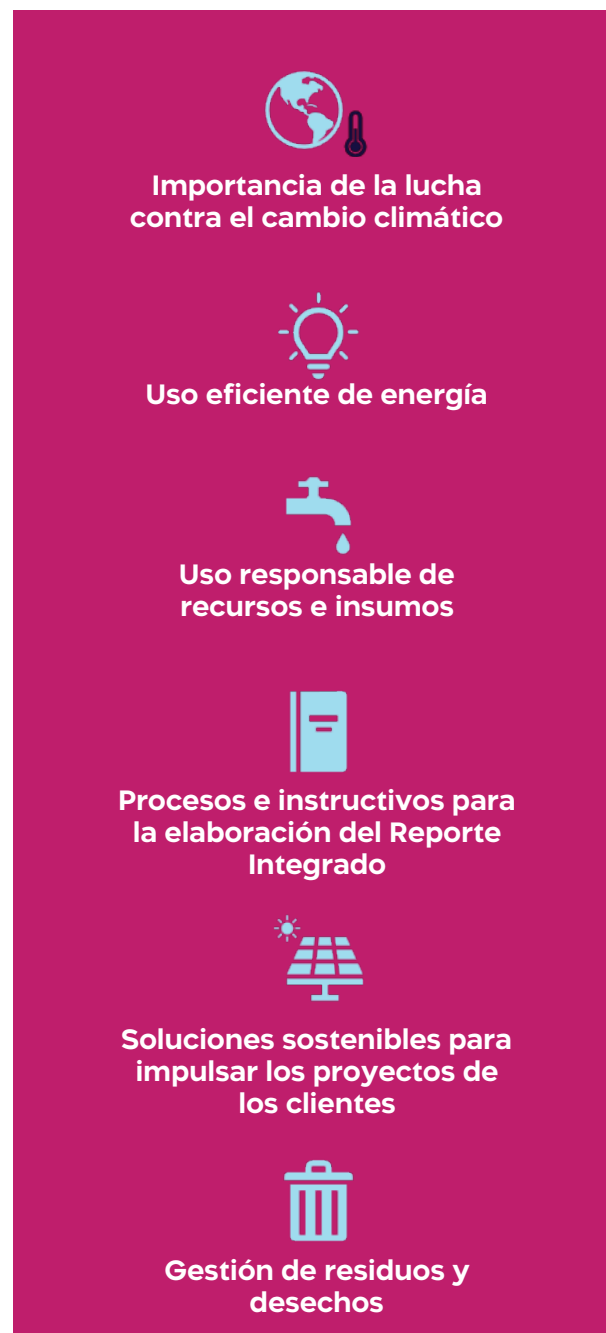 Importancia de la lucha
contra el cambio climático
Uso eficiente de energía
Uso responsable de
recursos e insumos
Procesos e instructivos para
la elaboración del Reporte
Integrado
Soluciones sostenibles para
impulsar los proyectos de
los clientes
Gestión de residuos y
desechos